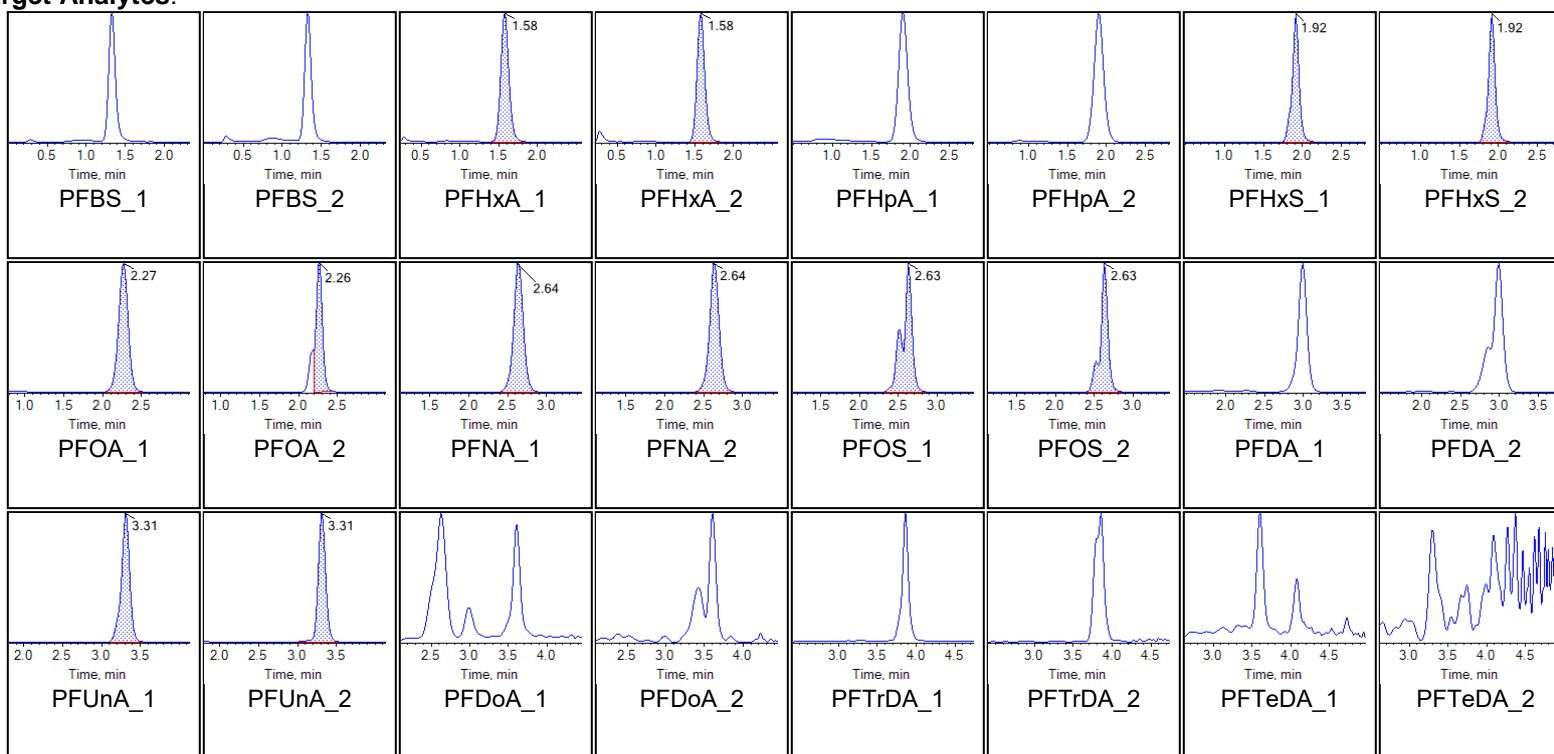 rget Analytes:
1.58 1.58 1.92 1.92
0.5 1.0 1.5 2.0 0.5 1.0 1.5 2.0 0.5 1.0 1.5 2.0 0.5 1.0 1.5 2.0 1.0 1.5 2.0 2.5 1.0 1.5 2.0 2.5 1.0 1.5 2.0 2.5 1.0 1.5 2.0 2.5
Time, min Time, min Time, min Time, min Time, min Time, min Time, min Time, min
PFBS_1 PFBS_2 PFHxA_1 PFHxA_2 PFHpA_1 PFHpA_2 PFHxS_1 PFHxS_2
2.27 2.26 2.64 2.64 2.63 2.63
1.0 1.5 2.0 2.5 1.0 1.5 2.0 2.5 1.5 2.0 2.5 3.0 1.5 2.0 2.5 3.0 1.5 2.0 2.5 3.0 1.5 2.0 2.5 3.0 2.0 2.5 3.0 3.5 2.0 2.5 3.0 3.5
Time, min Time, min Time, min Time, min Time, min Time, min Time, min Time, min
PFOA_1 PFOA_2 PFNA_1 PFNA_2 PFOS_1 PFOS_2 PFDA_1 PFDA_2
3.31 3.31
2.0 2.5 3.0 3.5 2.0 2.5 3.0 3.5 2.5 3.0 3.5 4.0 2.5 3.0 3.5 4.0 3.0 3.5 4.0 4.5 3.0 3.5 4.0 4.5 3.0 3.5 4.0 4.5 3.0 3.5 4.0 4.5
Time, min Time, min Time, min Time, min Time, min Time, min Time, min Time, min
PFUnA_1 PFUnA_2 PFDoA_1 PFDoA_2 PFTrDA_1 PFTrDA_2 PFTeDA_1 PFTeDA_2